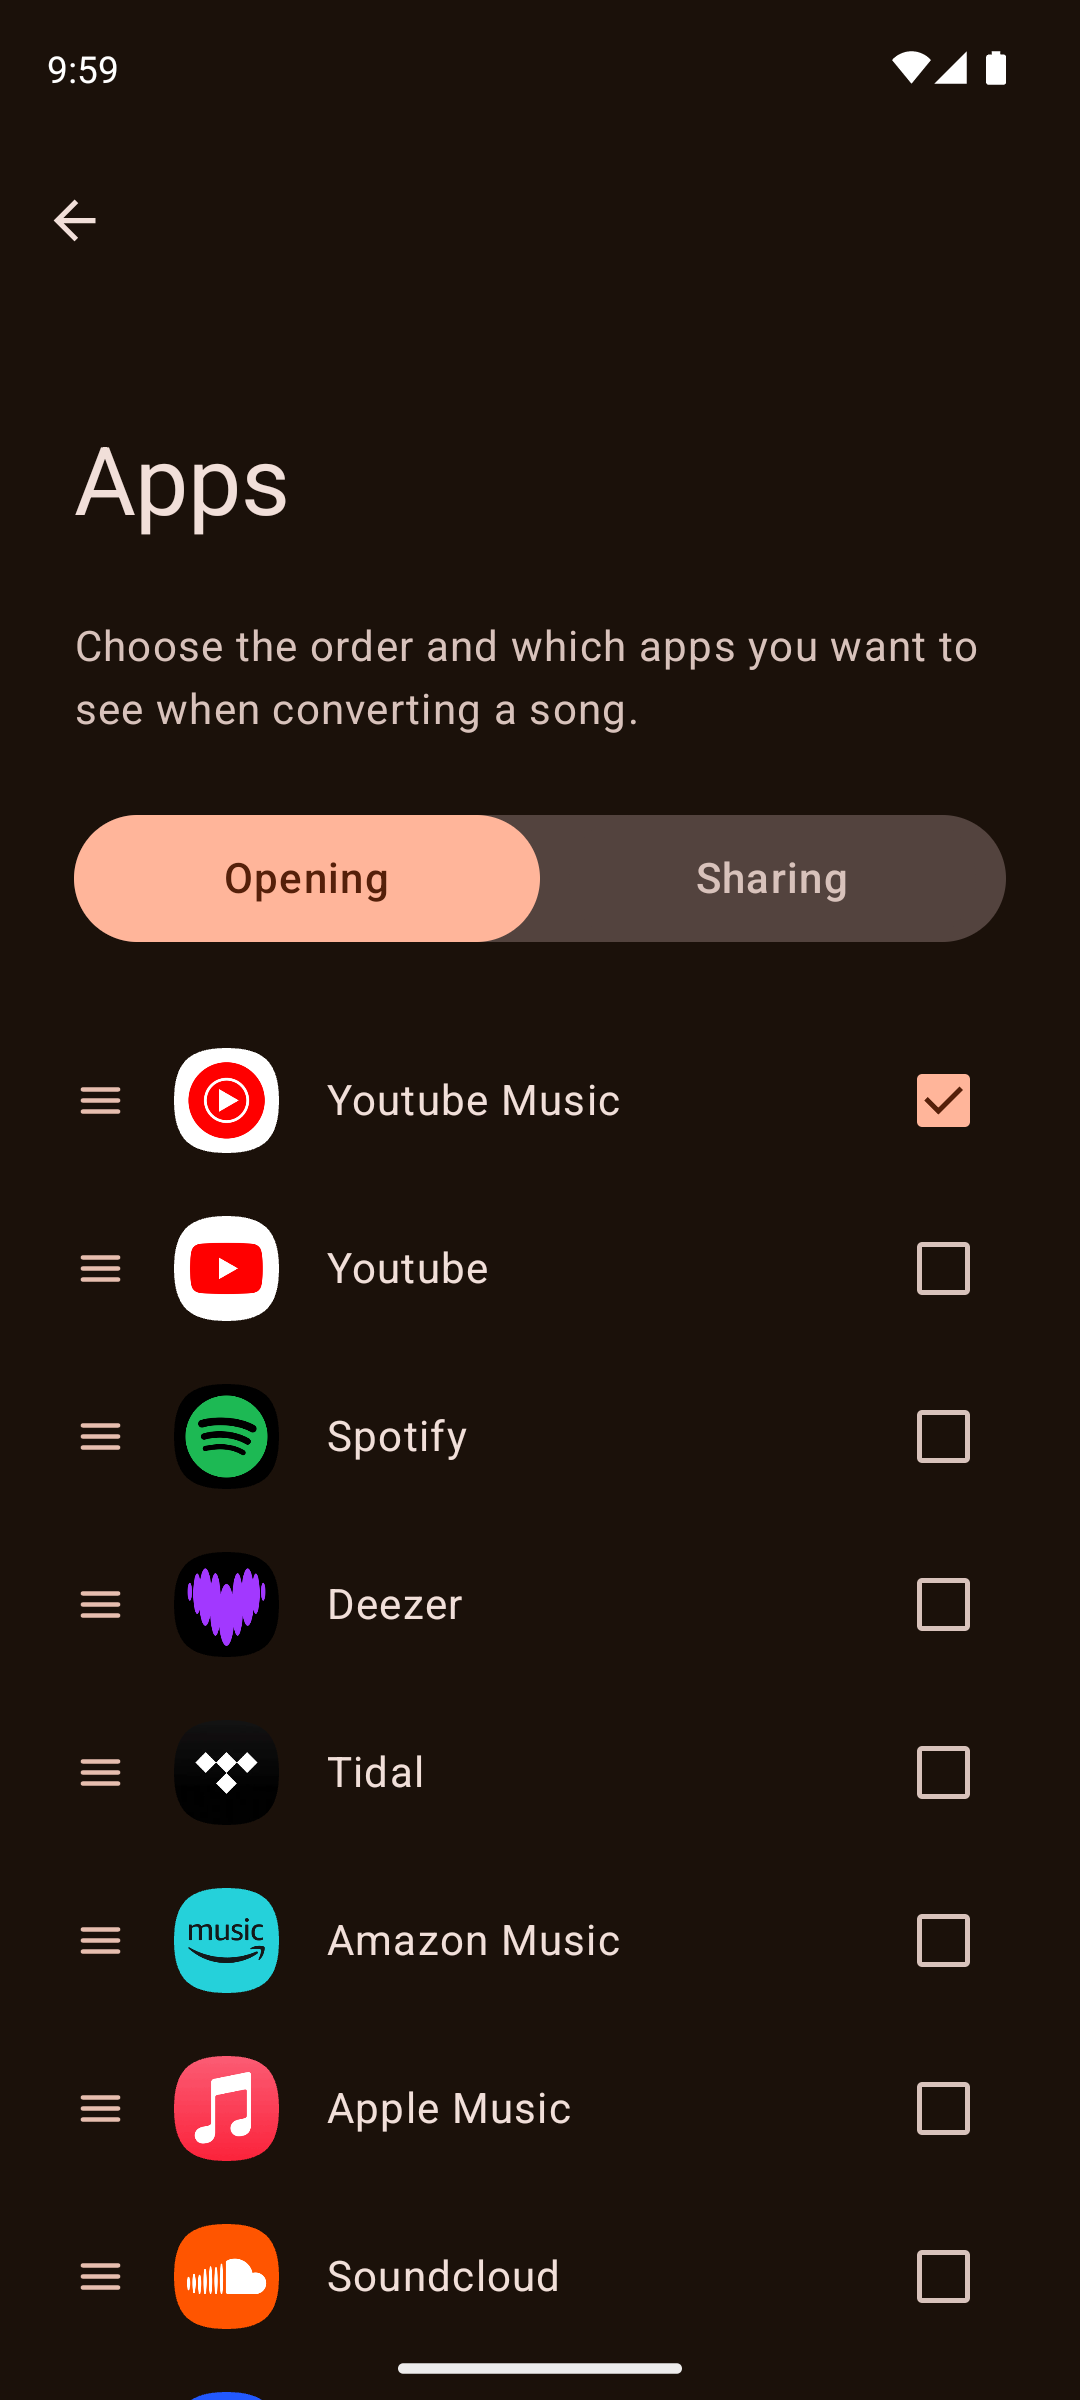 9:59
Apps
Choose the order and which apps you want to
see when converting a song.
Opening
Sharing
Youtube Music
Youtube
Spotify
Deezer
Tidal
music
Amazon Music
Apple Music
Soundcloud